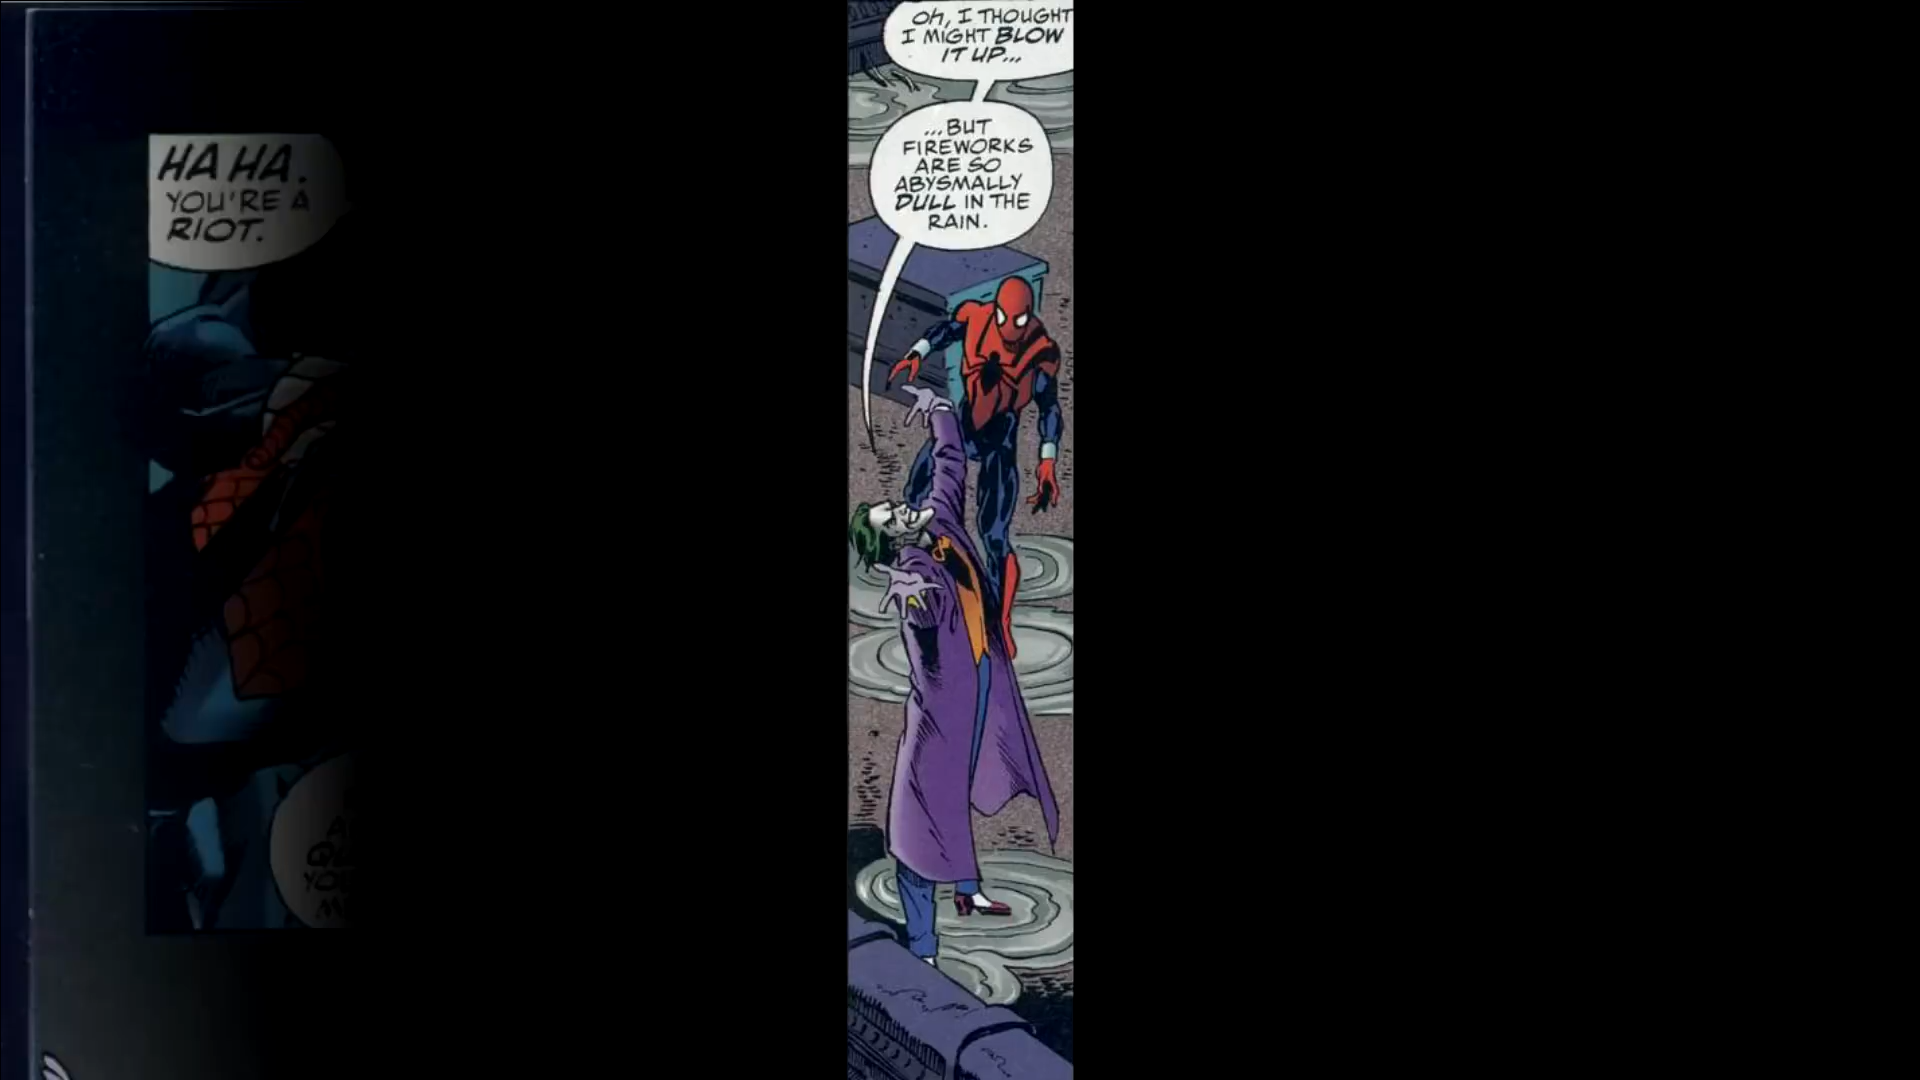 HA HA.
YOU'RE A
RIOT.
Oh, I THOUGHT
I MIGHT BLOW
IT UP...
...BUT
FIREWORKS
ARE SO
ABYSMALLY
DULL IN THE
RAIN.